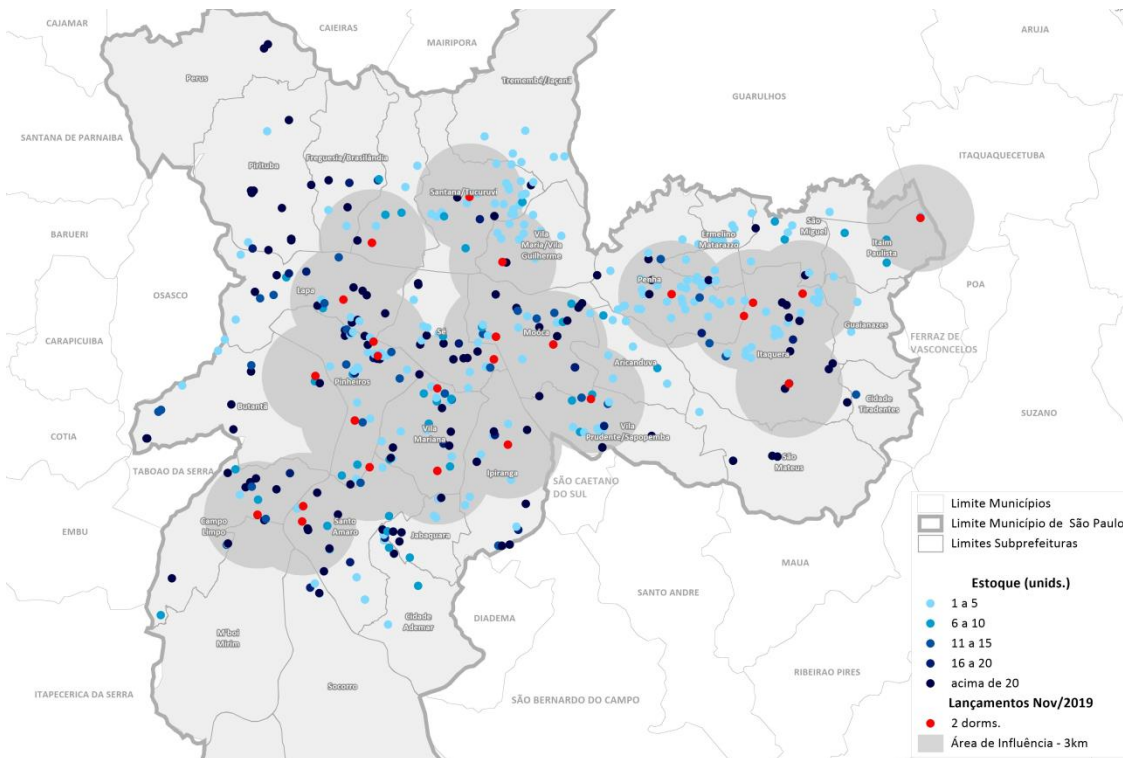 CAJAMAR
CAIEIRAS
MAIRIPORA
ARUJA
Perus
Tremembé/Jaçanã
GUARULHOS
SANTANA DE PARNAIBA
Pirituba
Freguesia/Brasilândia
ITAQUAQUECETUBA
Santana/Tucuruvi
BARUERI
Vila
Maria/Vila
Guilherme
Ermelino
Matarazzo
São
Miguel
Itaim
Paulista
OSASCO
Lapa
Penha
POA
CARAPICUIBA
Sé
Moóca
Guaianazes
FERRAZ DE
VASCONCELOS
Aricanduva
Itaquera
Pinheiros
Butantã
Cidade
Tiradentes
SUZANO
COTIA
Vila
Mariana
Vila
Prudente/Sapopemba
TABOAO DA SERRA
Ipiranga
São
Mateus
SÃO CAETANO
DO SUL
EMBU
Campo
Limpo
Santo
Amaro
Jabaquara
MAUA
SANTO ANDRE
DIADEMA
Cidade
Ademar
M'boi
Mirim
RIBEIRAO PIRES
ITAPECERICA DA SERRA
Socorro
SÃO BERNARDO DO CAMPO
Limite Municípios
Limite Município de São Paulo
Limites Subprefeituras
Estoque (unids.)
1 a 5
6 a 10
11 a 15
16 a 20
acima de 20
Lançamentos Nov/2019
2 dorms.
Área de Influência - 3km